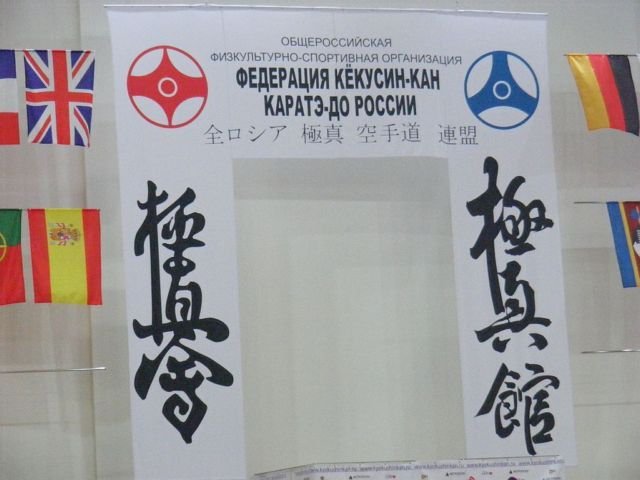 ОБЩЕРОССИЙСКАЯ
ФИЗКУЛЬТУРНО-СПОРТИВНАЯ ОРГАНИЗАЦИЯ
ФЕДЕРАЦИЯ КЁКУСИН-КАН
КАРАТЭ-ДО РОССИИ
全ロシア 極真 空手道 連盟
極真會
極真館